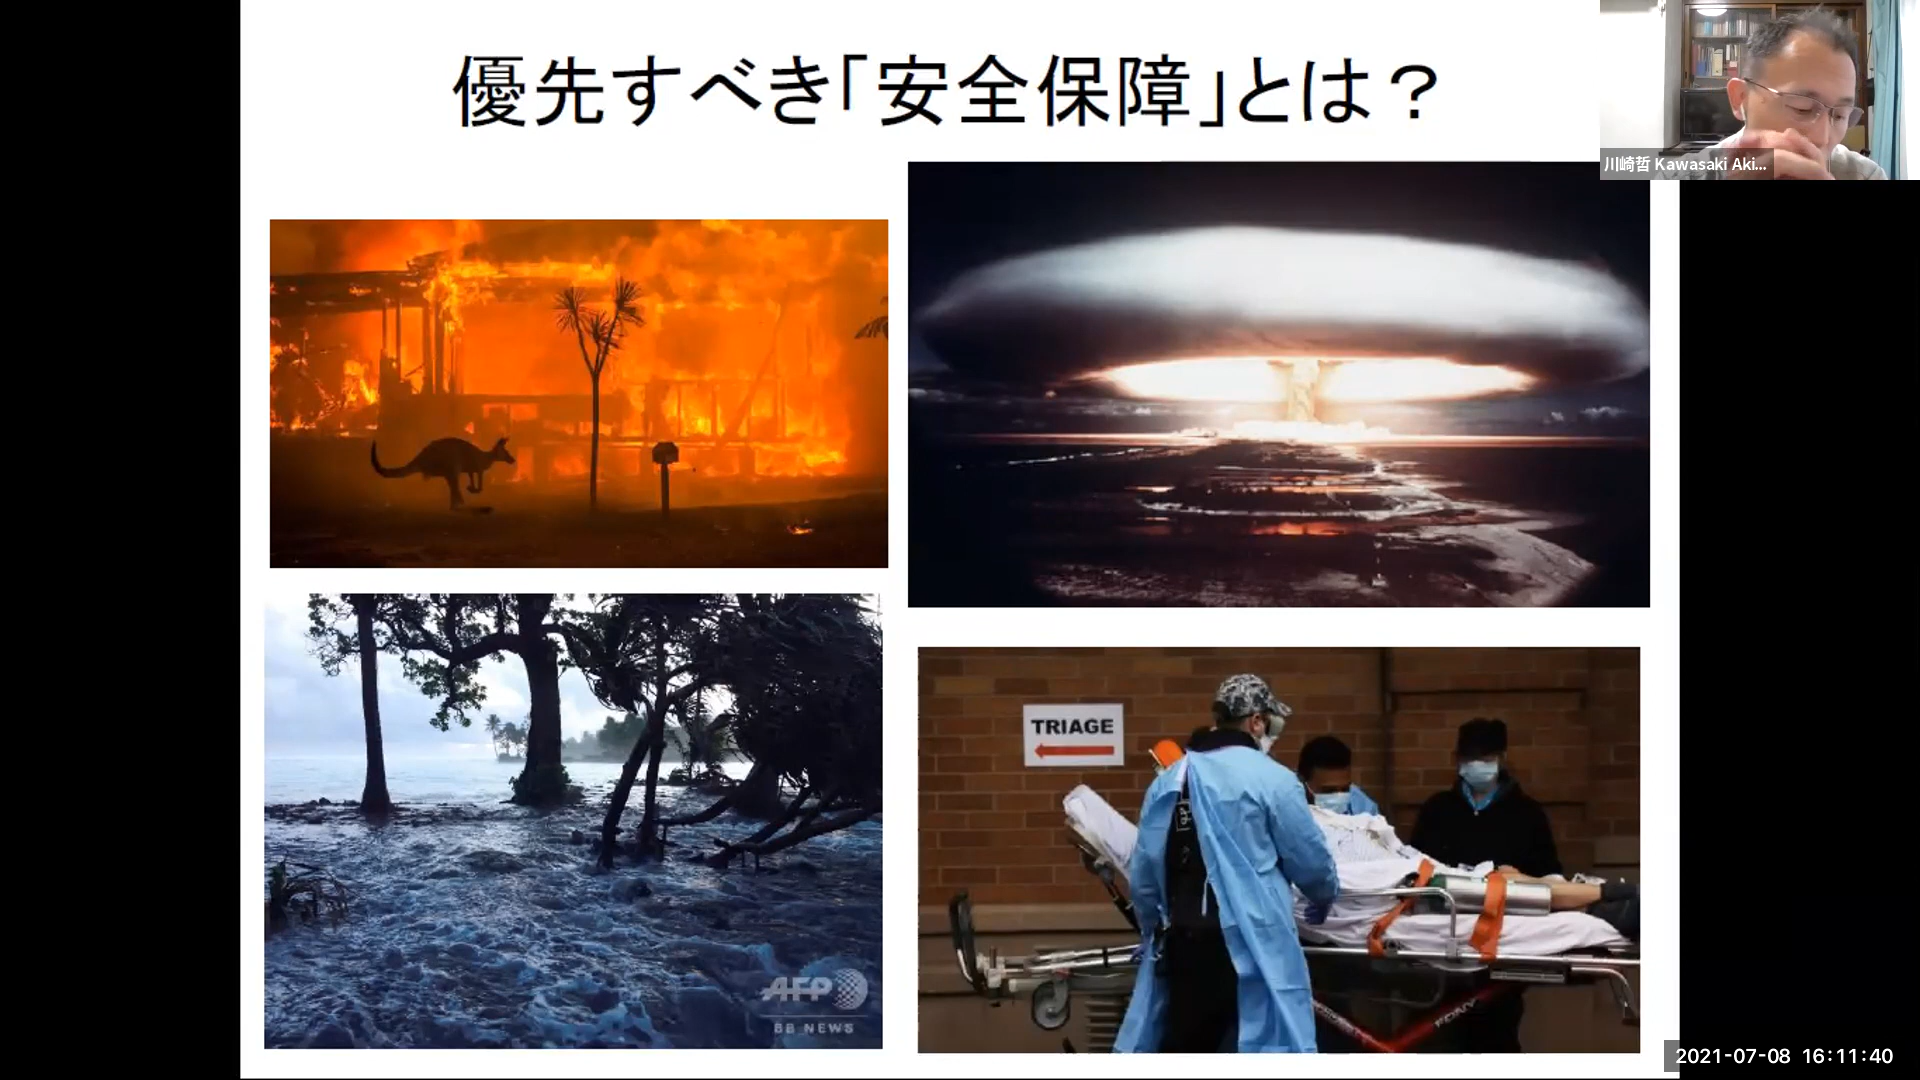 優先すべき「安全保障」とは？
川崎哲 Kawasaki Aki...
TRIAGE
AFP
BB NEWS
FDNY
2021-07-08 16:11:40